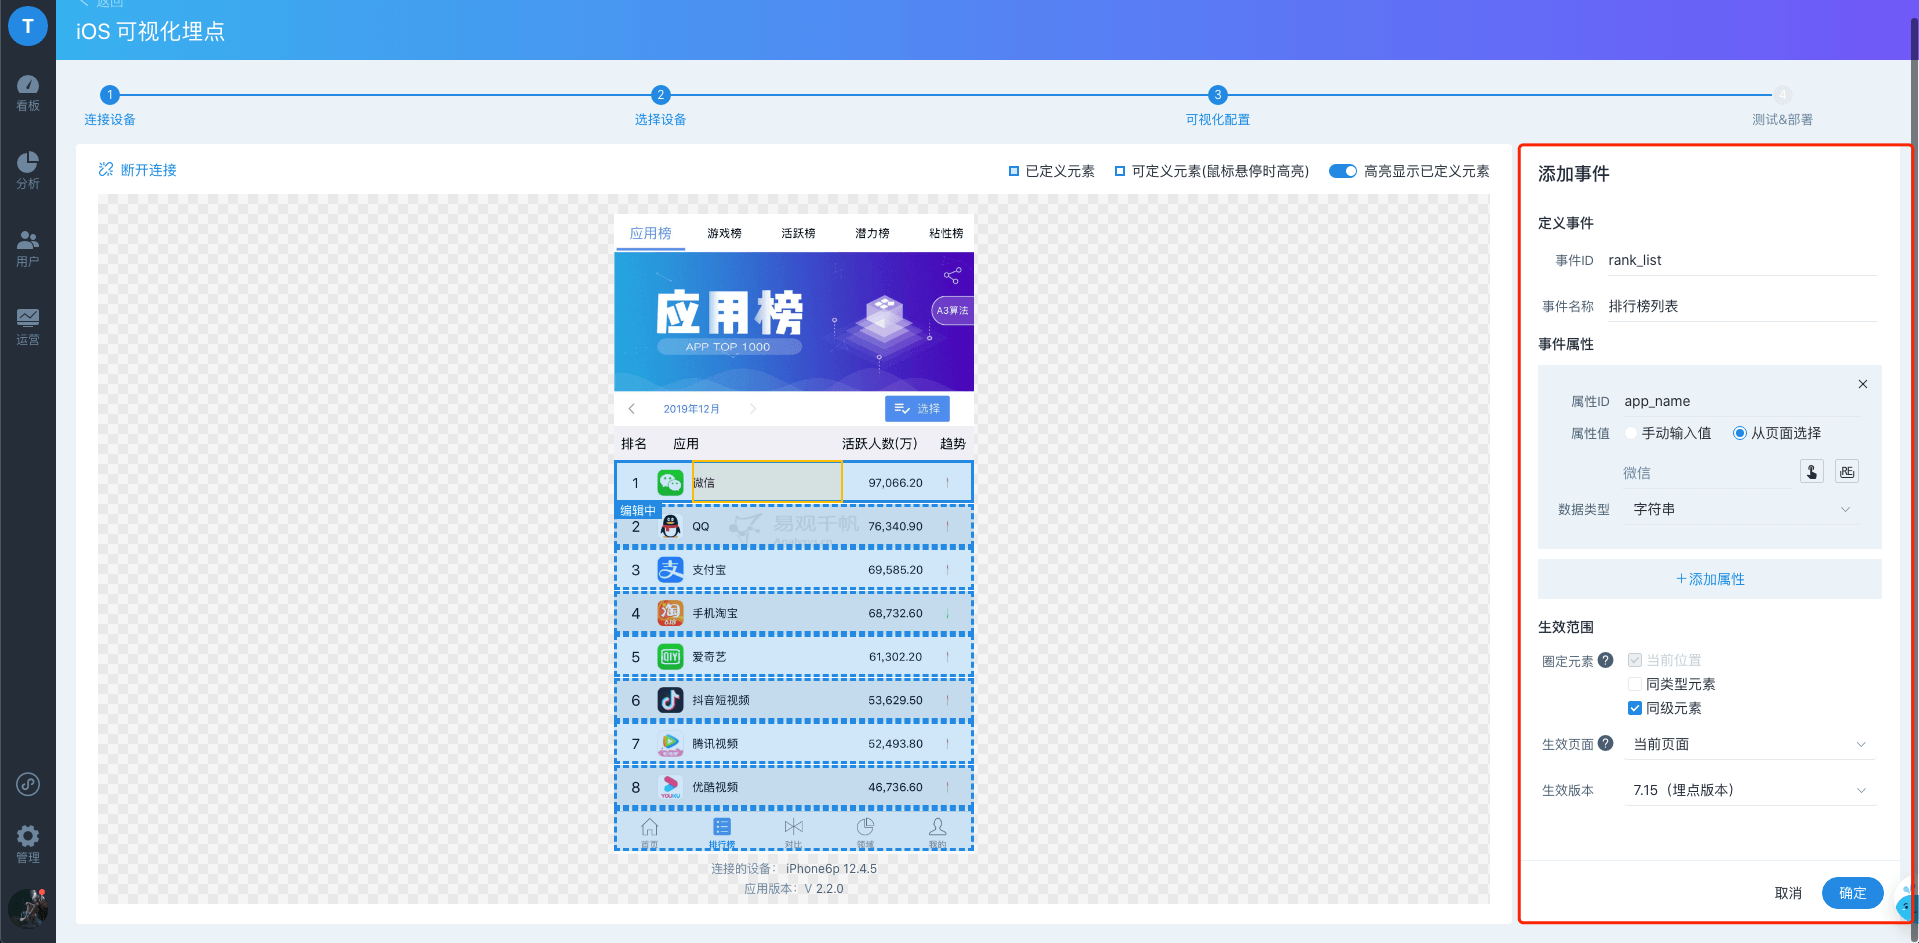 T
返回
iOS 可视化埋点
看板
分析
用户
运营
管理
1
2
3
4
连接设备
选择设备
可视化配置
测试&部署
断开连接
已定义元素
可定义元素(鼠标悬停时高亮)
高亮显示已定义元素
应用榜
游戏榜
活跃榜
潜力榜
粘性榜
应用榜
APP TOP 1000
A3算法
2019年12月
选择
排名 应用 活跃人数(万) 趋势
1 微信 97,066.20
编辑中
易观千帆
2 QQ 76,340.90
3 支付宝 69,585.20
4 手机淘宝 68,732.60
5 爱奇艺 61,302.20
6 抖音短视频 53,629.50
7 腾讯视频 52,493.80
8 优酷视频 46,736.60
YOUKU
首页
排行榜
对比
领域
我的
连接的设备： iPhone6p 12.4.5
应用版本：V 2.2.0
添加事件
定义事件
事件ID rank_list
事件名称 排行榜列表
事件属性
属性ID app_name
属性值 手动输入值 从页面选择
微信
RE
数据类型 字符串
+添加属性
生效范围
圈定元素 ? 当前位置
同类型元素
同级元素
生效页面 ? 当前页面
生效版本 7.15（埋点版本）
取消
确定